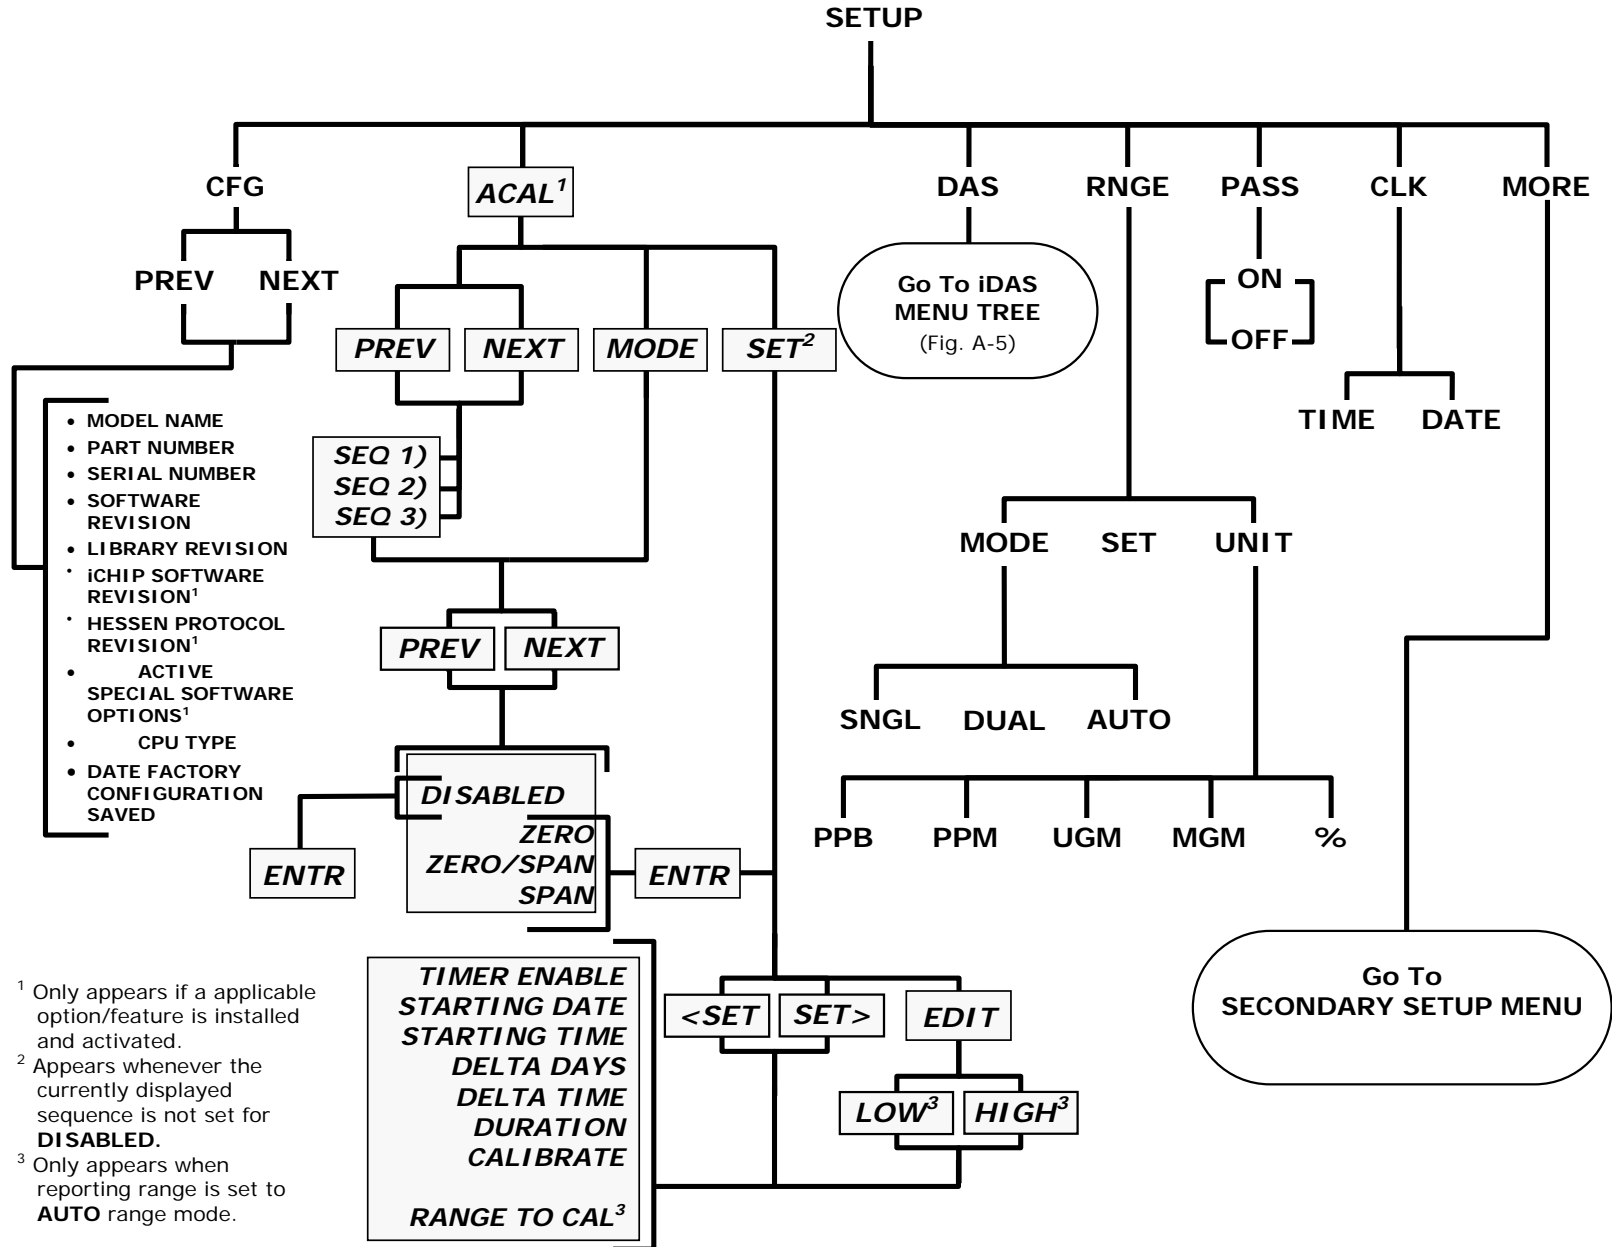 SETUP
CFG
ACAL¹
DAS
RNGE
PASS
CLK
MORE
PREV NEXT
PREV
NEXT
MODE
SET²
Go To iDAS
MENU TREE
(Fig. A-5)
ON
OFF
TIME DATE
• MODEL NAME
• PART NUMBER
• SERIAL NUMBER
• SOFTWARE
REVISION
• LIBRARY REVISION
• iCHIP SOFTWARE
REVISION¹
• HESSEN PROTOCOL
REVISION¹
• ACTIVE
SPECIAL SOFTWARE
OPTIONS¹
• CPU TYPE
• DATE FACTORY
CONFIGURATION
SAVED
SEQ 1)
SEQ 2)
SEQ 3)
PREV
NEXT
MODE SET UNIT
SNGL DUAL AUTO
PPB PPM UGM MGM %
DISABLED
ZERO
ZERO/SPAN
SPAN
ENTR
ENTR
TIMER ENABLE
STARTING DATE
STARTING TIME
DELTA DAYS
DELTA TIME
DURATION
CALIBRATE
RANGE TO CAL³
<SET
SET>
EDIT
LOW³
HIGH³
Go To
SECONDARY SETUP MENU
¹ Only appears if a applicable
option/feature is installed
and activated.
² Appears whenever the
currently displayed
sequence is not set for
DISABLED.
³ Only appears when
reporting range is set to
AUTO range mode.